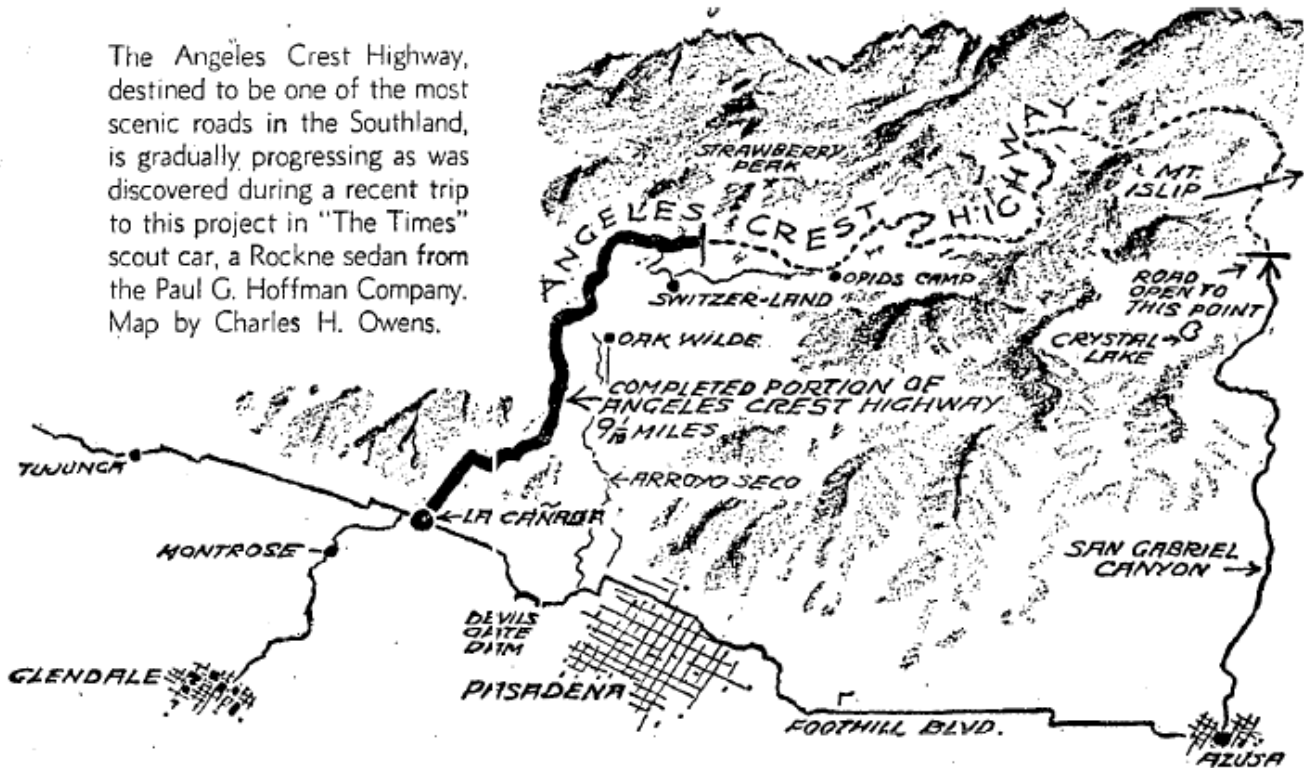 The Angeles Crest Highway,
destined to be one of the most
scenic roads in the Southland,
is gradually progressing as was
discovered during a recent trip
to this project in "The Times"
scout car, a Rockne sedan from
the Paul G. Hoffman Company.
Map by Charles H. Owens.
STRAWBERRY
PEAK
ANGELES CREST HIGHWAY
MT.
ISLIP
SWITZER-LAND
OPIDS CAMP
ROAD
OPEN TO
THIS POINT
CRYSTAL
LAKE
OAK WILDE
COMPLETED PORTION OF
ANGELES CREST HIGHWAY
9 1/10 MILES
TUJUNGA
ARROYO SECO
LA CAÑADA
MONTROSE
SAN GABRIEL
CANYON
DEVILS
GATE
DAM
GLENDALE
PASADENA
FOOTHILL BLVD.
AZUSA